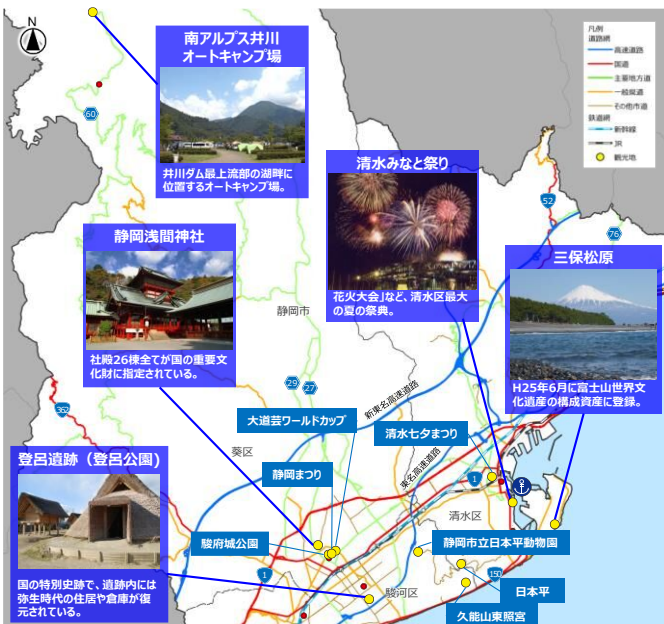 N
南アルプス井川
オートキャンプ場
井川ダム最上流部の湖畔に
位置するオートキャンプ場。
凡例
道路網
高速道路
国道
主要地方道
一般県道
その他市道
鉄道網
新幹線
JR
観光地
60
清水みなと祭り
花火大会」など、清水区最大
の夏の祭典。
52
76
静岡浅間神社
社殿26棟全てが国の重要文
化財に指定されている。
三保松原
H25年6月に富士山世界文
化遺産の構成資産に登録。
静岡市
29
27
新東名高速道路
362
大道芸ワールドカップ
清水七夕まつり
東名高速道路
葵区
登呂遺跡（登呂公園）
国の特別史跡で、遺跡内には
弥生時代の住居や倉庫が復
元されている。
静岡まつり
1
清水区
駿府城公園
静岡市立日本平動物園
1
駿河区
150
日本平
久能山東照宮